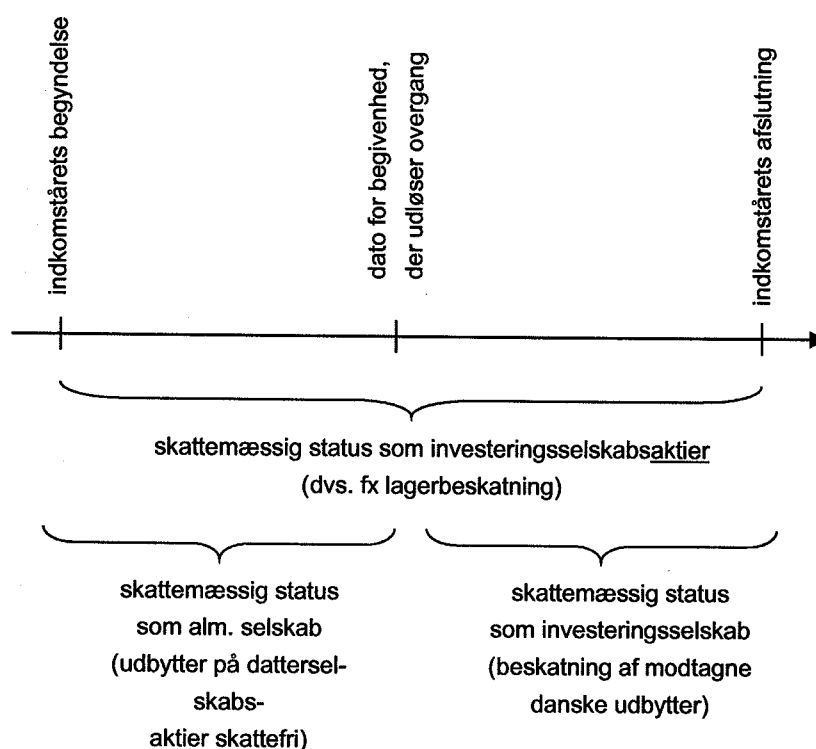 indkomstårets begyndelse
dato for begivenhed,
der udløser overgang
indkomstårets afslutning
skattemæssig status som investeringsselskabsaktier
(dvs. fx lagerbeskatning)
skattemæssig status
som alm. selskab
(udbytter på dattersel-
skabs-
aktier skattefri)
skattemæssig status
som investeringsselskab
(beskatning af modtagne
danske udbytter)